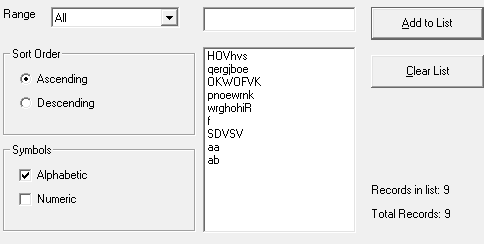 Range
All
Add to List
Sort Order
Ascending
Descending
Symbols
Alphabetic
Numeric
HOVhvs
qergjboe
OKWOFVK
pnoewrnk
wrghohiR
f
SDVSV
aa
ab
Clear List
Records in list: 9
Total Records: 9